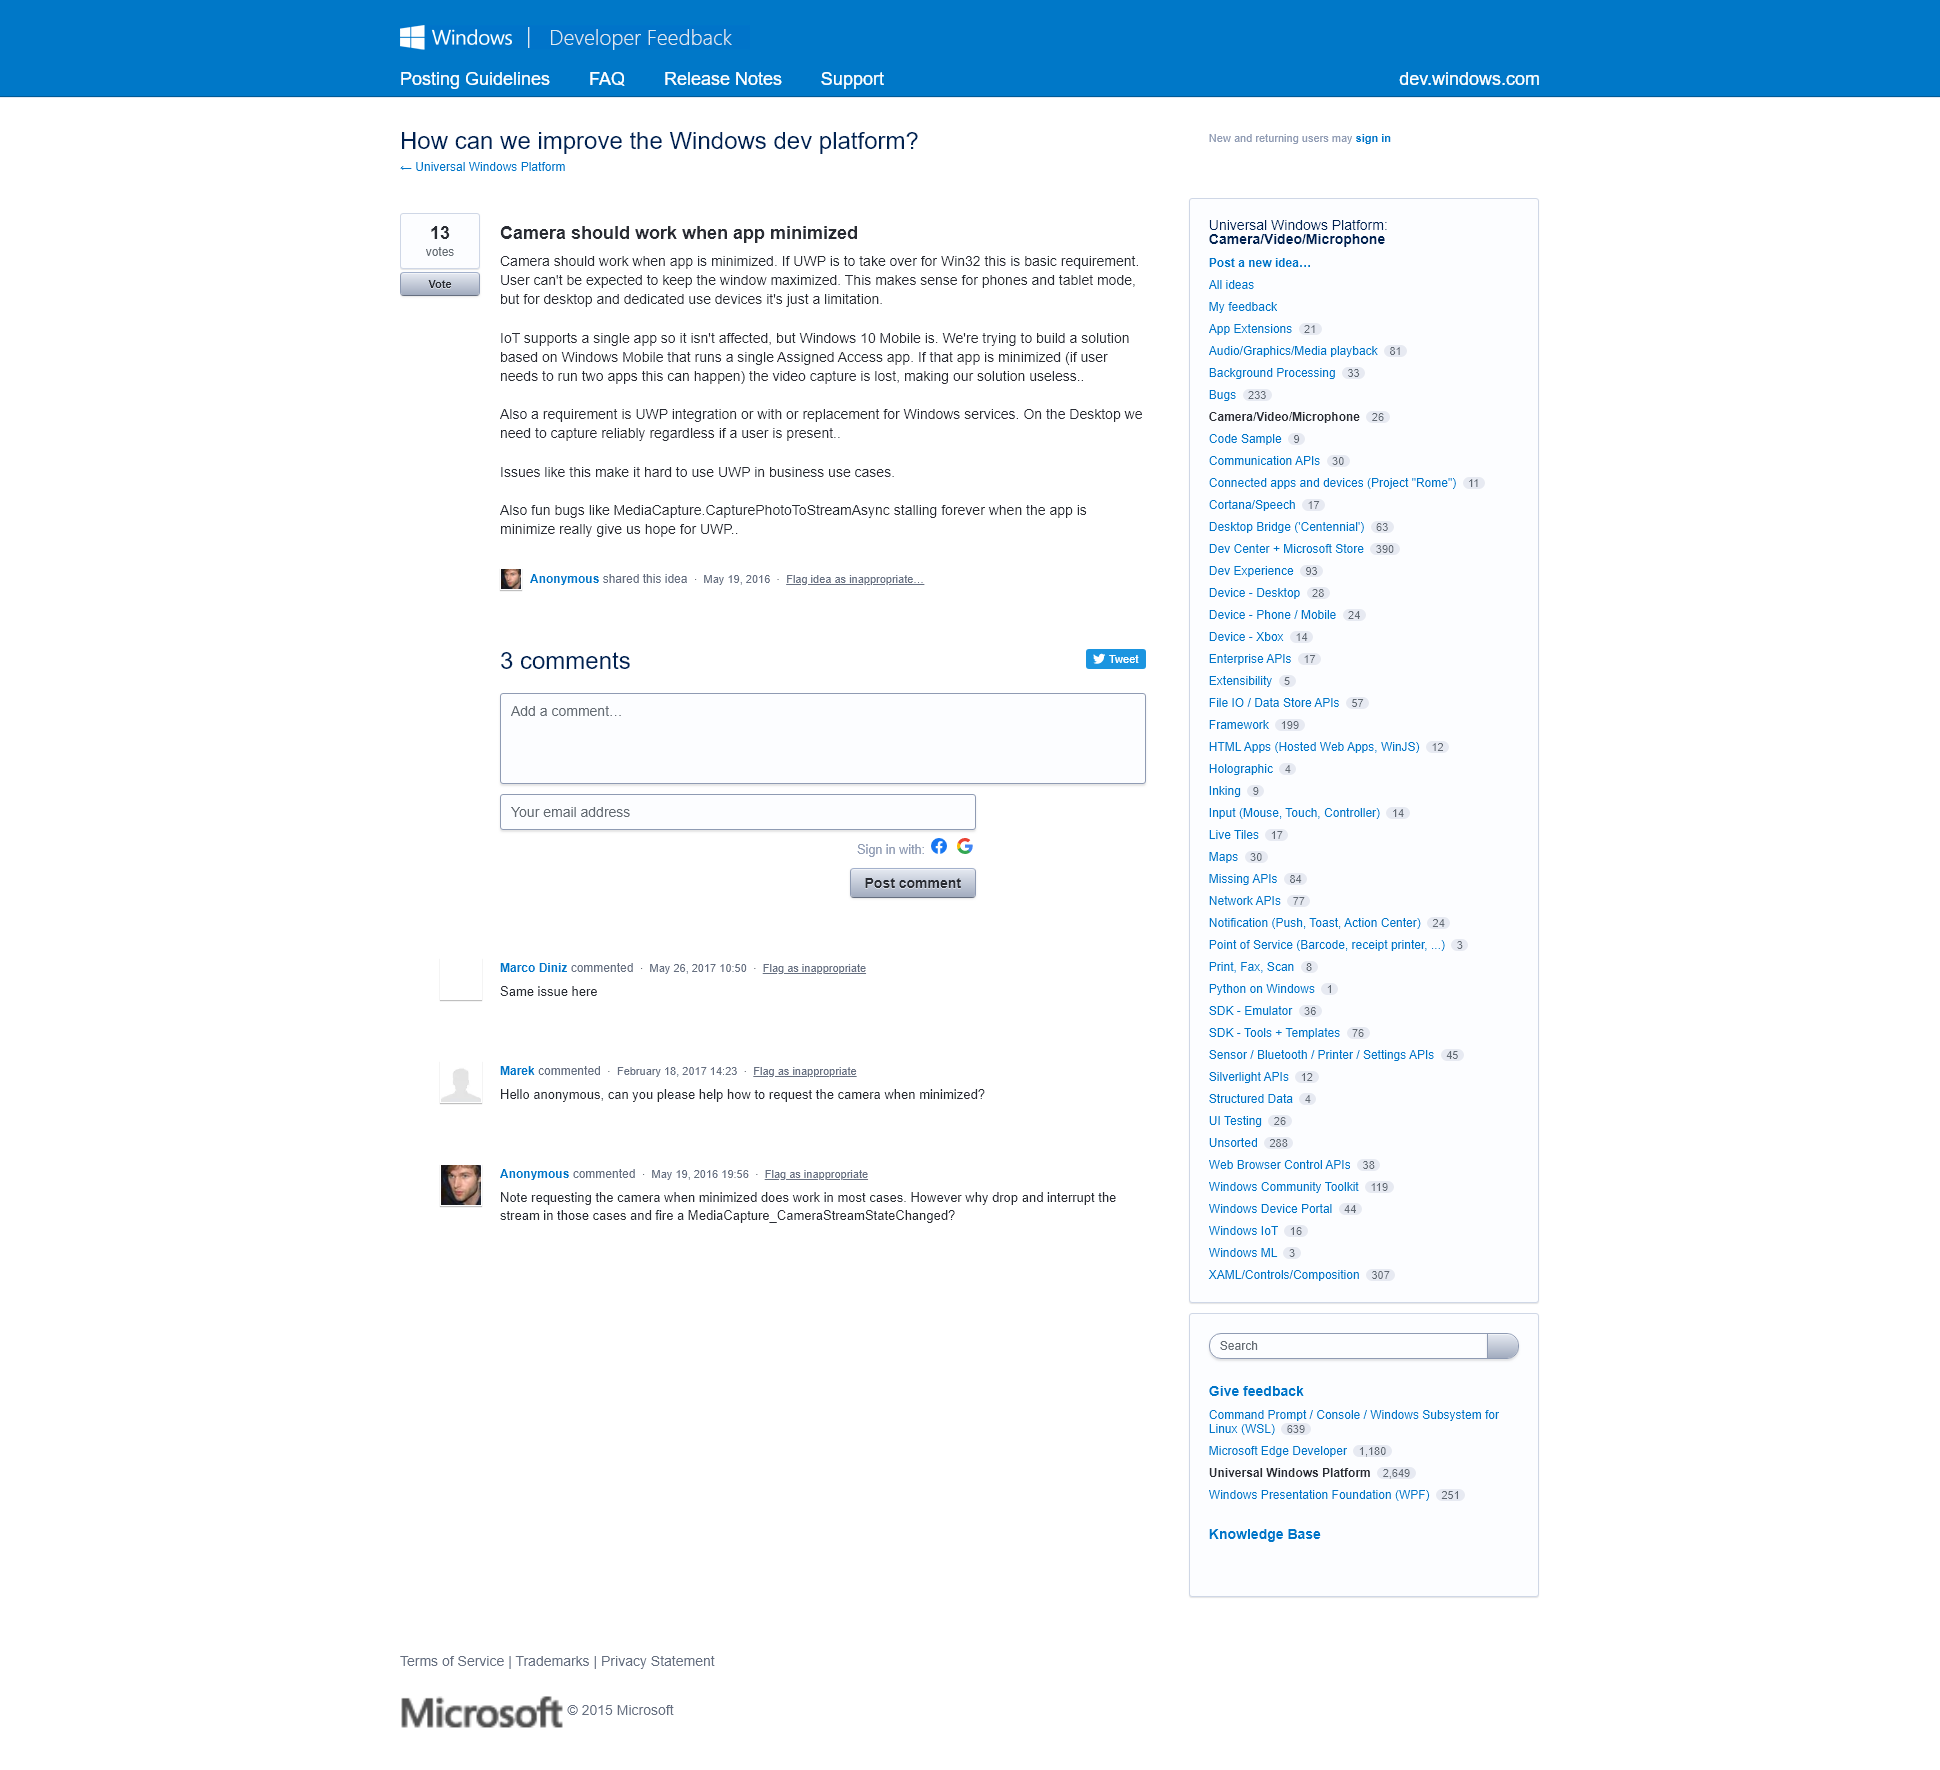 Windows | Developer Feedback
Posting Guidelines FAQ Release Notes Support dev.windows.com
How can we improve the Windows dev platform?
← Universal Windows Platform
New and returning users may sign in
13
votes
Vote
Camera should work when app minimized
Camera should work when app is minimized. If UWP is to take over for Win32 this is basic requirement.
User can't be expected to keep the window maximized. This makes sense for phones and tablet mode,
but for desktop and dedicated use devices it's just a limitation.
IoT supports a single app so it isn't affected, but Windows 10 Mobile is. We're trying to build a solution
based on Windows Mobile that runs a single Assigned Access app. If that app is minimized (if user
needs to run two apps this can happen) the video capture is lost, making our solution useless..
Also a requirement is UWP integration or with or replacement for Windows services. On the Desktop we
need to capture reliably regardless if a user is present..
Issues like this make it hard to use UWP in business use cases.
Also fun bugs like MediaCapture.CapturePhotoToStreamAsync stalling forever when the app is
minimize really give us hope for UWP..
Anonymous shared this idea · May 19, 2016 · Flag idea as inappropriate…
3 comments
Tweet
Add a comment…
Your email address
Sign in with:
Post comment
Marco Diniz commented · May 26, 2017 10:50 · Flag as inappropriate
Same issue here
Marek commented · February 18, 2017 14:23 · Flag as inappropriate
Hello anonymous, can you please help how to request the camera when minimized?
Anonymous commented · May 19, 2016 19:56 · Flag as inappropriate
Note requesting the camera when minimized does work in most cases. However why drop and interrupt the
stream in those cases and fire a MediaCapture_CameraStreamStateChanged?
Universal Windows Platform:
Camera/Video/Microphone
Post a new idea…
All ideas
My feedback
App Extensions 21
Audio/Graphics/Media playback 81
Background Processing 33
Bugs 233
Camera/Video/Microphone 26
Code Sample 9
Communication APIs 30
Connected apps and devices (Project "Rome") 11
Cortana/Speech 17
Desktop Bridge ('Centennial') 63
Dev Center + Microsoft Store 390
Dev Experience 93
Device - Desktop 28
Device - Phone / Mobile 24
Device - Xbox 14
Enterprise APIs 17
Extensibility 5
File IO / Data Store APIs 57
Framework 199
HTML Apps (Hosted Web Apps, WinJS) 12
Holographic 4
Inking 9
Input (Mouse, Touch, Controller) 14
Live Tiles 17
Maps 30
Missing APIs 84
Network APIs 77
Notification (Push, Toast, Action Center) 24
Point of Service (Barcode, receipt printer, ...) 3
Print, Fax, Scan 8
Python on Windows 1
SDK - Emulator 36
SDK - Tools + Templates 76
Sensor / Bluetooth / Printer / Settings APIs 45
Silverlight APIs 12
Structured Data 4
UI Testing 26
Unsorted 288
Web Browser Control APIs 38
Windows Community Toolkit 119
Windows Device Portal 44
Windows IoT 16
Windows ML 3
XAML/Controls/Composition 307
Search
Give feedback
Command Prompt / Console / Windows Subsystem for
Linux (WSL) 639
Microsoft Edge Developer 1,180
Universal Windows Platform 2,649
Windows Presentation Foundation (WPF) 251
Knowledge Base
Terms of Service | Trademarks | Privacy Statement
Microsoft © 2015 Microsoft